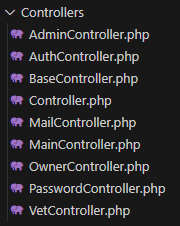 Controllers
AdminController.php
AuthController.php
BaseController.php
Controller.php
MailController.php
MainController.php
OwnerController.php
PasswordController.php
VetController.php